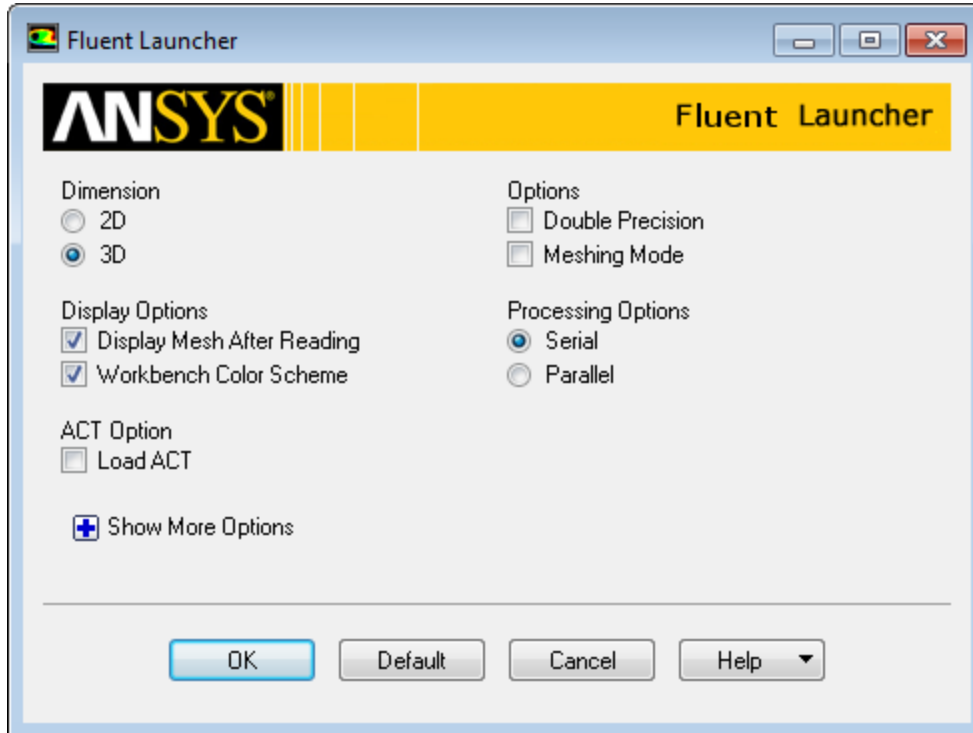 Fluent Launcher
ANSYS®
Fluent Launcher
Dimension
2D
3D
Options
Double Precision
Meshing Mode
Display Options
Display Mesh After Reading
Workbench Color Scheme
Processing Options
Serial
Parallel
ACT Option
Load ACT
Show More Options
OK
Default
Cancel
Help